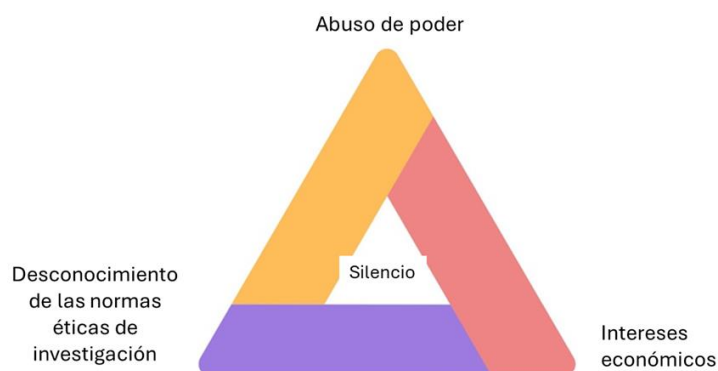 Abuso de poder
Silencio
Desconocimiento
de las normas
éticas de
investigación
Intereses
económicos